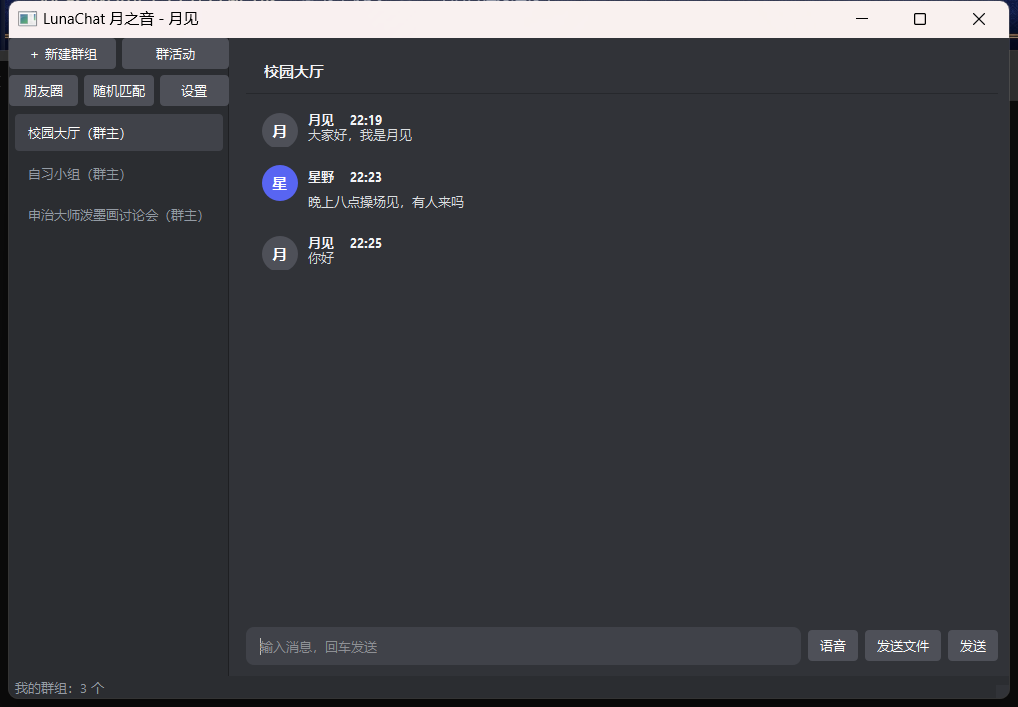 LunaChat 月之音 - 月见
+ 新建群组
群活动
朋友圈
随机匹配
设置
校园大厅（群主）
自习小组（群主）
申治大师泼墨画讨论会（群主）
校园大厅
月
月见 22:19
大家好，我是月见
星
星野 22:23
晚上八点操场见，有人来吗
月
月见 22:25
你好
输入消息，回车发送
语音
发送文件
发送
我的群组：3 个